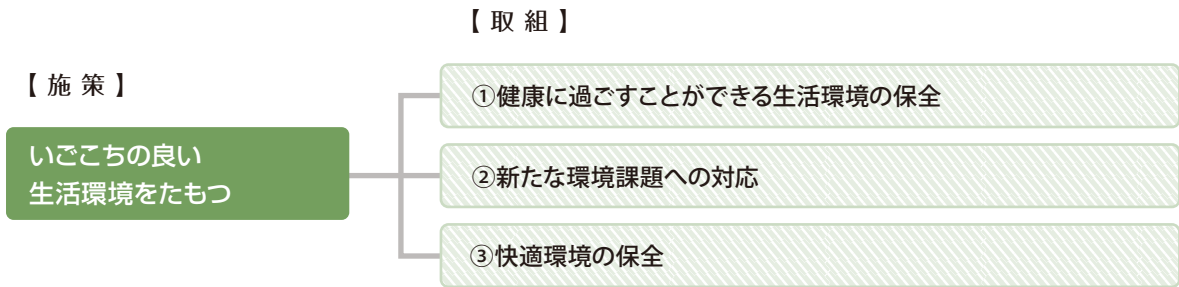 【取組】
【施策】
いごこちの良い
生活環境をたもつ
①健康に過ごすことができる生活環境の保全
②新たな環境課題への対応
③快適環境の保全